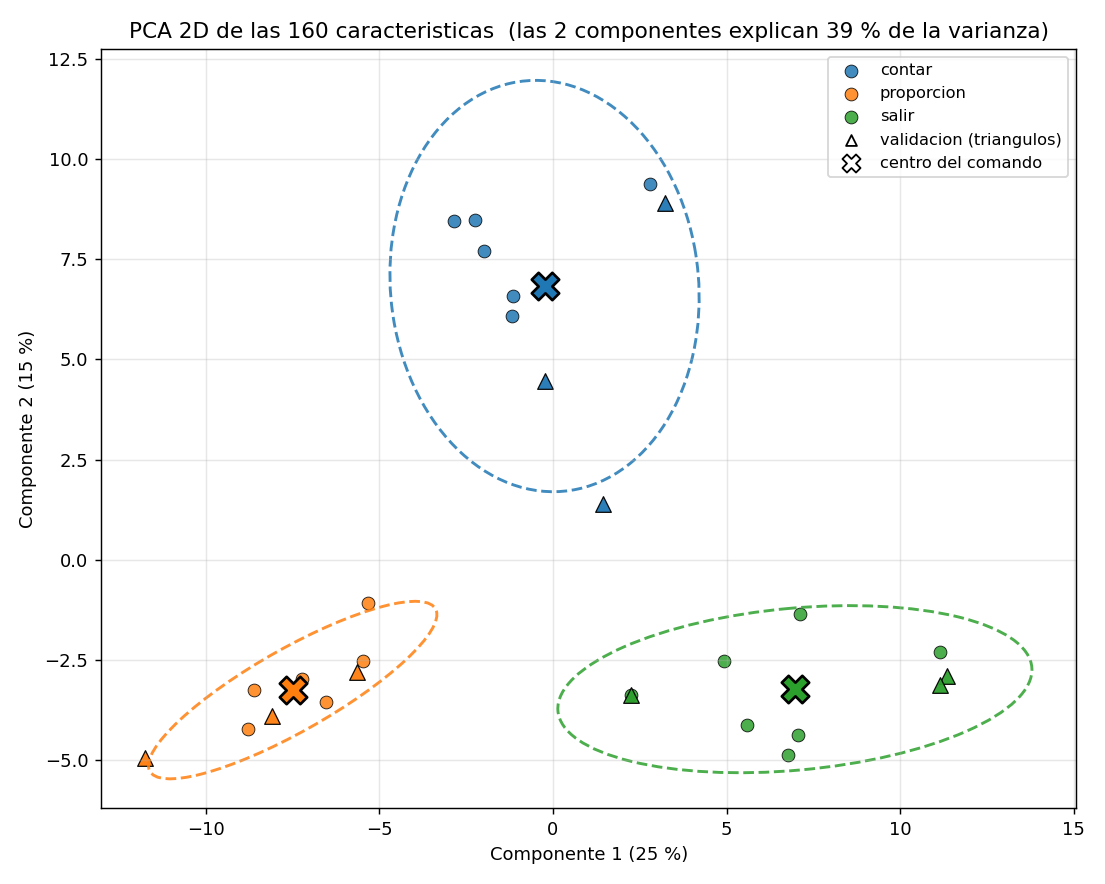 PCA 2D de las 160 caracteristicas  (las 2 componentes explican 39 % de la varianza)
12.5
10.0
7.5
5.0
2.5
0.0
−2.5
−5.0
Componente 2 (15 %)
contar
proporcion
salir
validacion (triangulos)
centro del comando
−10
−5
0
5
10
15
Componente 1 (25 %)